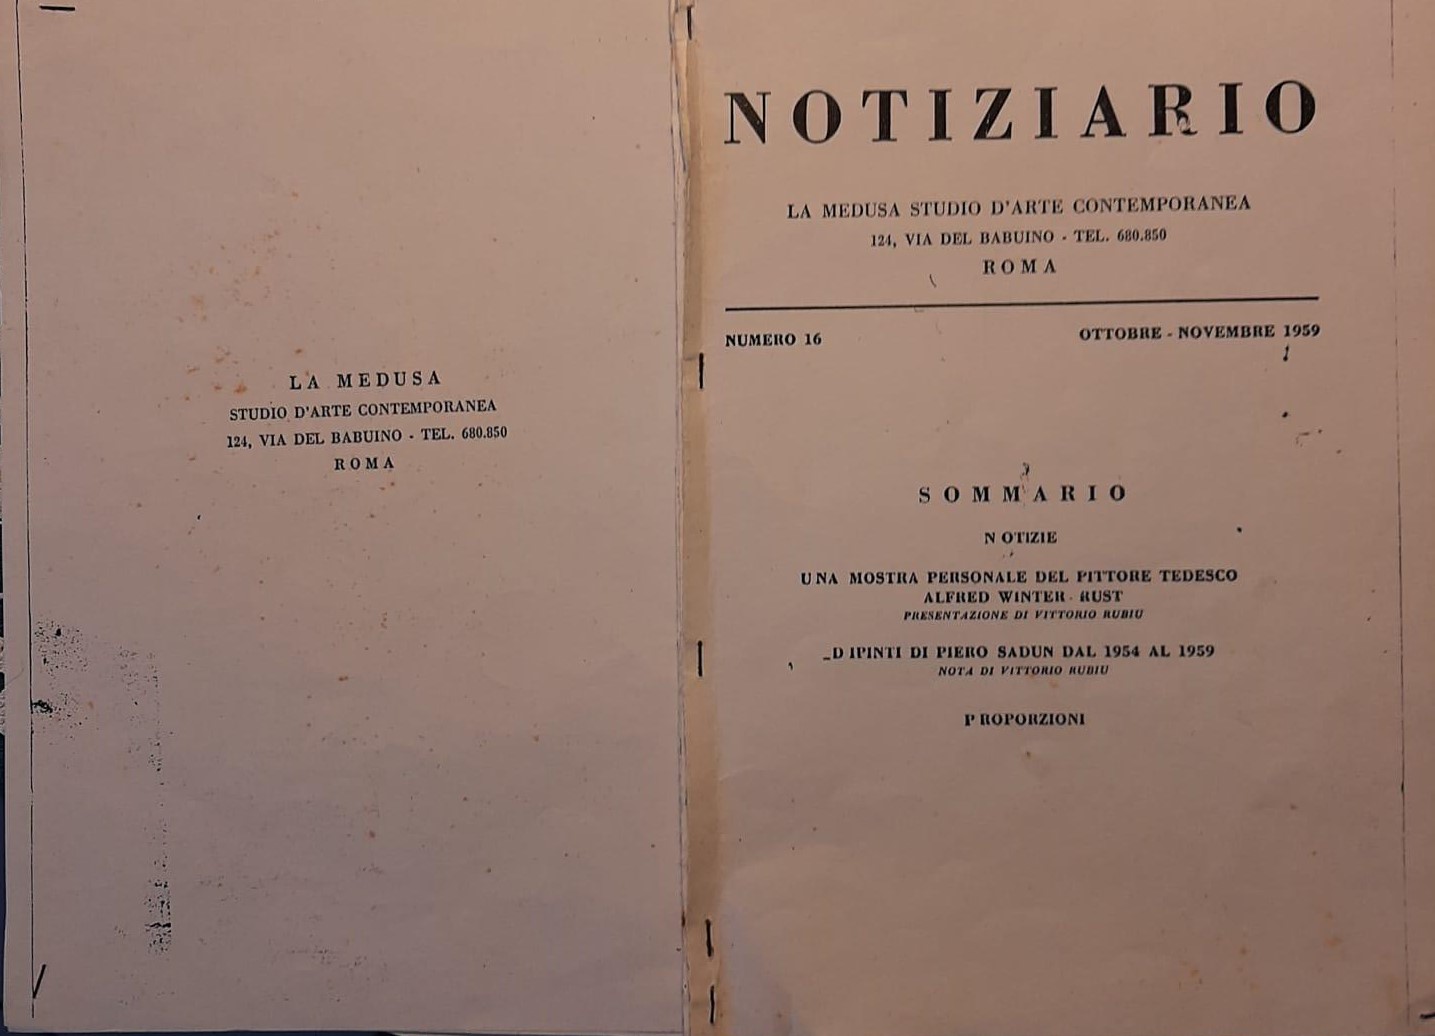 LA MEDUSA
STUDIO D'ARTE CONTEMPORANEA
124, VIA DEL BABUINO - TEL. 680.850
ROMA
NOTIZIARIO
LA MEDUSA STUDIO D'ARTE CONTEMPORANEA
124, VIA DEL BABUINO - TEL. 680.850
ROMA
NUMERO 16
OTTOBRE - NOVEMBRE 1959
SOMMARIO
NOTIZIE
UNA MOSTRA PERSONALE DEL PITTORE TEDESCO
ALFRED WINTER - RUST
PRESENTAZIONE DI VITTORIO RUBIU
DIPINTI DI PIERO SADUN DAL 1954 AL 1959
NOTA DI VITTORIO RUBIU
PROPORZIONI